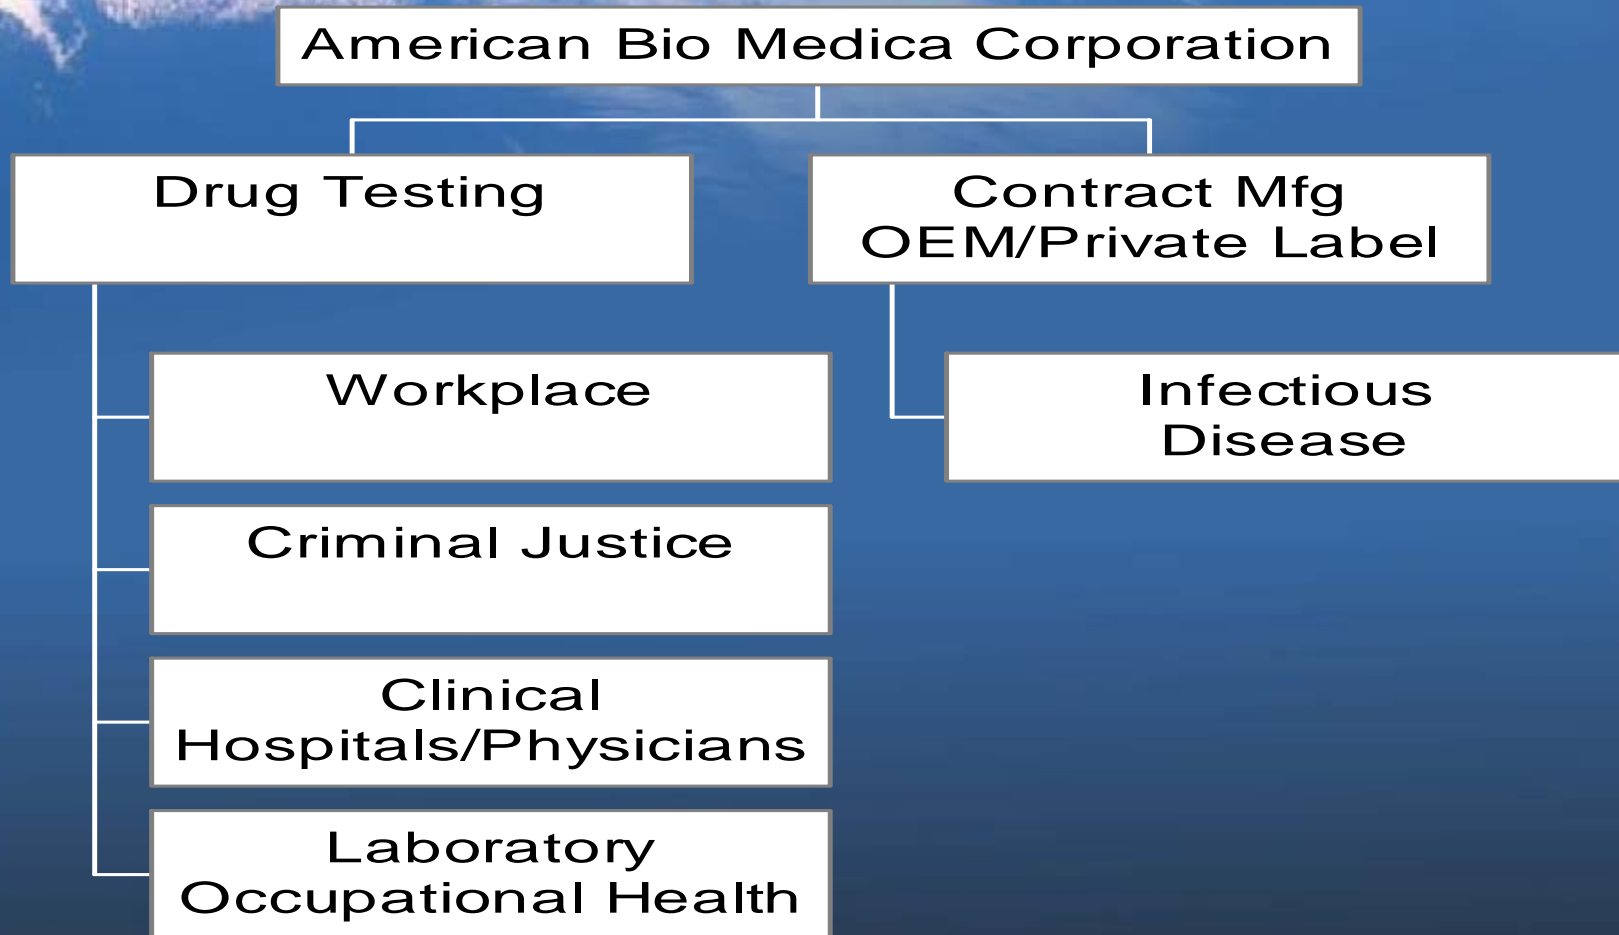 American Bio Medica Corporation
Drug Testing
Contract Mfg
OEM/Private Label
Workplace
Infectious
Disease
Criminal Justice
Clinical
Hospitals/Physicians
Laboratory
Occupational Health